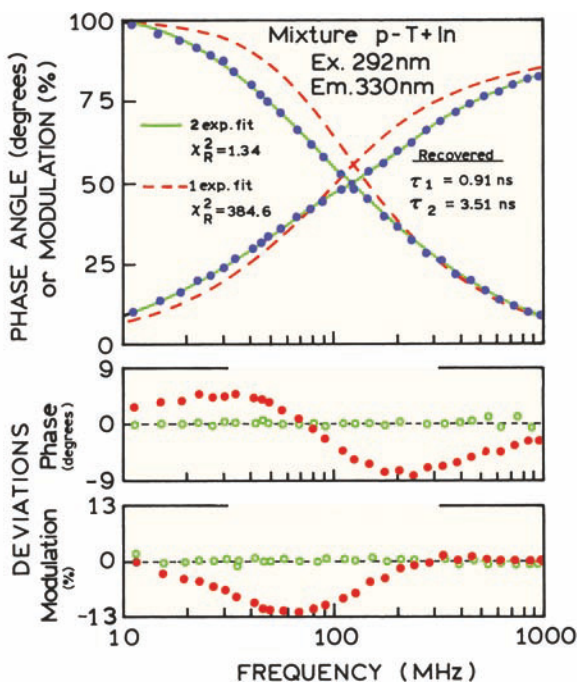 PHASE ANGLE (degrees)
or MODULATION (%)
100
75
50
25
0
Mixture p-T+In
Ex. 292nm
Em. 330nm
2 exp. fit
χ²R=1.34
1 exp. fit
χ²R=384.6
Recovered
τ1 = 0.91 ns
τ2 = 3.51 ns
DEVIATIONS
Phase
(degrees)
9
0
-9
Modulation
(%)
13
0
-13
10
100
1000
FREQUENCY (MHz)